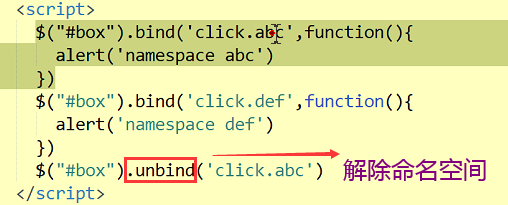 <script>
$("#box").bind('click.abc',function(){
alert('namespace abc')
})
$("#box").bind('click.def',function(){
alert('namespace def')
})
$("#box").unbind('click.abc') 解除命名空间
</script>